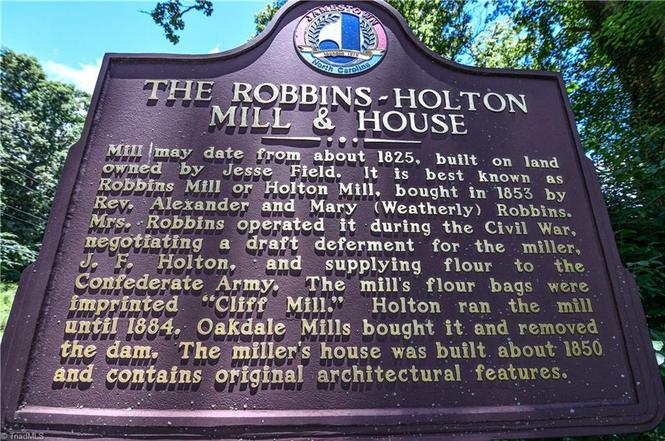 JAMESTOWN
North Carolina
THE ROBBINS-HOLTON
MILL & HOUSE
Mill may date from about 1825, built on land
owned by Jesse Field. It is best known as
Robbins Mill or Holton Mill, bought in 1853 by
Rev. Alexander and Mary (Weatherly) Robbins.
Mrs. Robbins operated it during the Civil War,
negotiating a draft deferment for the miller,
J. F. Holton, and supplying flour to the
Confederate Army. The mill's flour bags were
imprinted "Cliff Mill." Holton ran the mill
until 1884. Oakdale Mills bought it and removed
the dam. The miller's house was built about 1850
and contains original architectural features.
© TriadMLS